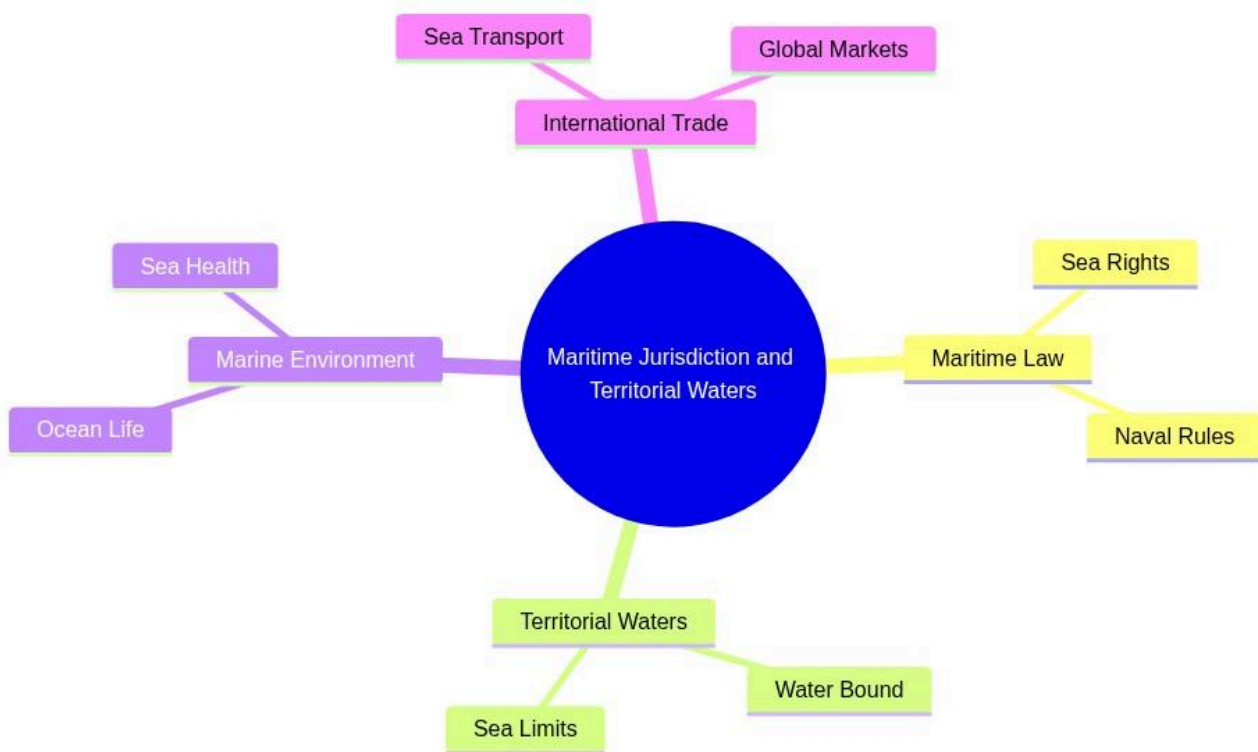 Sea Transport
Global Markets
International Trade
Sea Health
Sea Rights
Marine Environment
Maritime Jurisdiction and
Territorial Waters
Maritime Law
Ocean Life
Naval Rules
Territorial Waters
Water Bound
Sea Limits